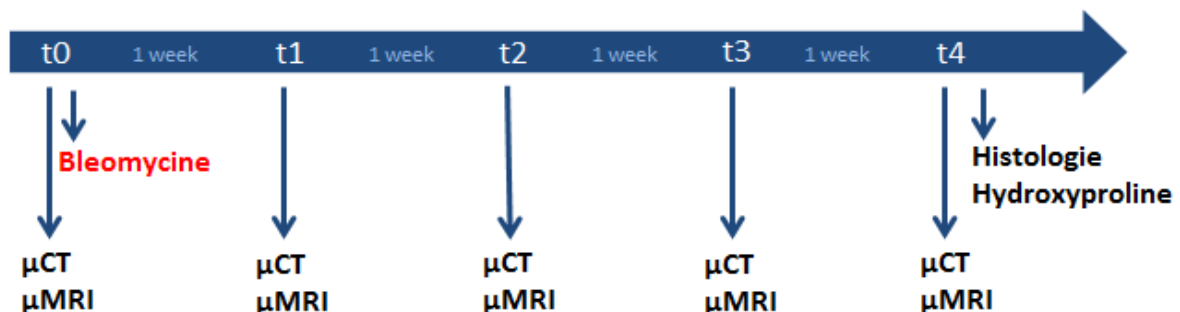 t0 1 week t1 1 week t2 1 week t3 1 week t4
Bleomycine
Histologie
Hydroxyproline
µCT µCT µCT µCT µCT
µMRI µMRI µMRI µMRI µMRI